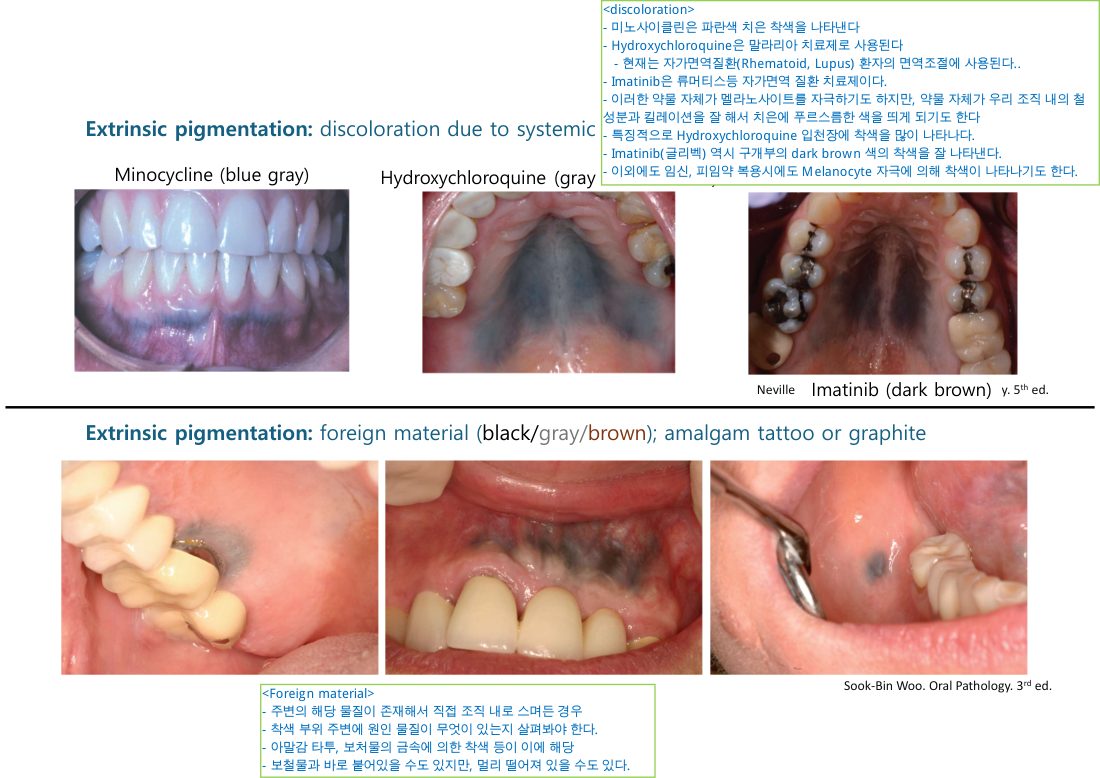 <discoloration>
- 미노사이클린은 파란색 치은 착색을 나타낸다
- Hydroxychloroquine은 말라리아 치료제로 사용된다
- 현재는 자가면역질환(Rhematoid, Lupus) 환자의 면역조절에 사용된다..
- Imatinib은 류머티스등 자가면역 질환 치료제이다.
- 이러한 약물 자체가 멜라노사이트를 자극하기도 하지만, 약물 자체가 우리 조직 내의 철
성분과 킬레이션을 잘 해서 치은에 푸르스름한 색을 띄게 되기도 한다
- 특징적으로 Hydroxychloroquine 입천장에 착색을 많이 나타나다.
- Imatinib(글리벡) 역시 구개부의 dark brown 색의 착색을 잘 나타낸다.
- 이외에도 임신, 피임약 복용시에도 Melanocyte 자극에 의해 착색이 나타나기도 한다.
Extrinsic pigmentation: discoloration due to systemic
Minocycline (blue gray)
Hydroxychloroquine (gray
Neville
Imatinib (dark brown)
y. 5th ed.
Extrinsic pigmentation: foreign material (black/gray/brown); amalgam tattoo or graphite
Sook-Bin Woo. Oral Pathology. 3rd ed.
<Foreign material>
- 주변의 해당 물질이 존재해서 직접 조직 내로 스며든 경우
- 착색 부위 주변에 원인 물질이 무엇이 있는지 살펴봐야 한다.
- 아말감 타투, 보처물의 금속에 의한 착색 등이 이에 해당
- 보철물과 바로 붙어있을 수도 있지만, 멀리 떨어져 있을 수도 있다.